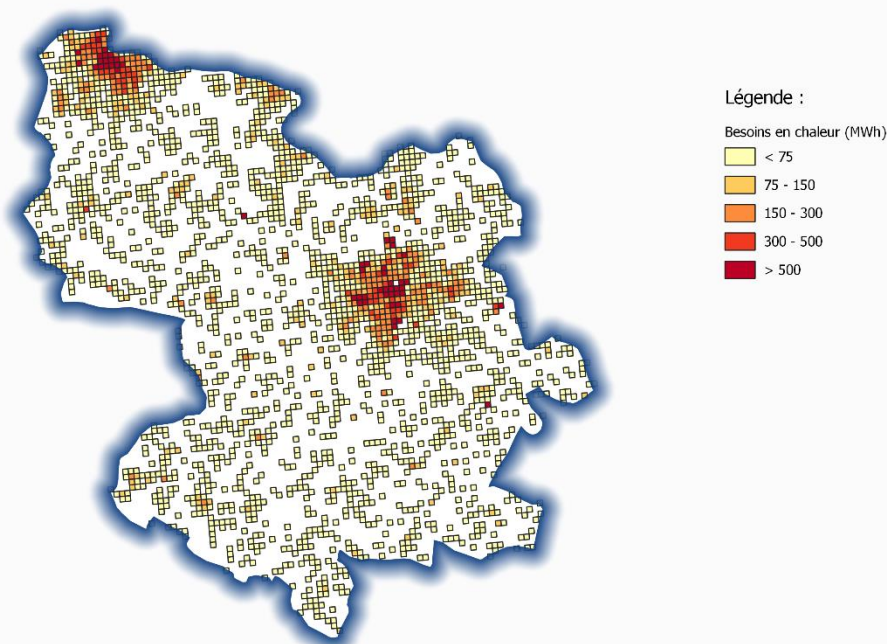 Légende :
Besoins en chaleur (MWh)
< 75
75 - 150
150 - 300
300 - 500
> 500